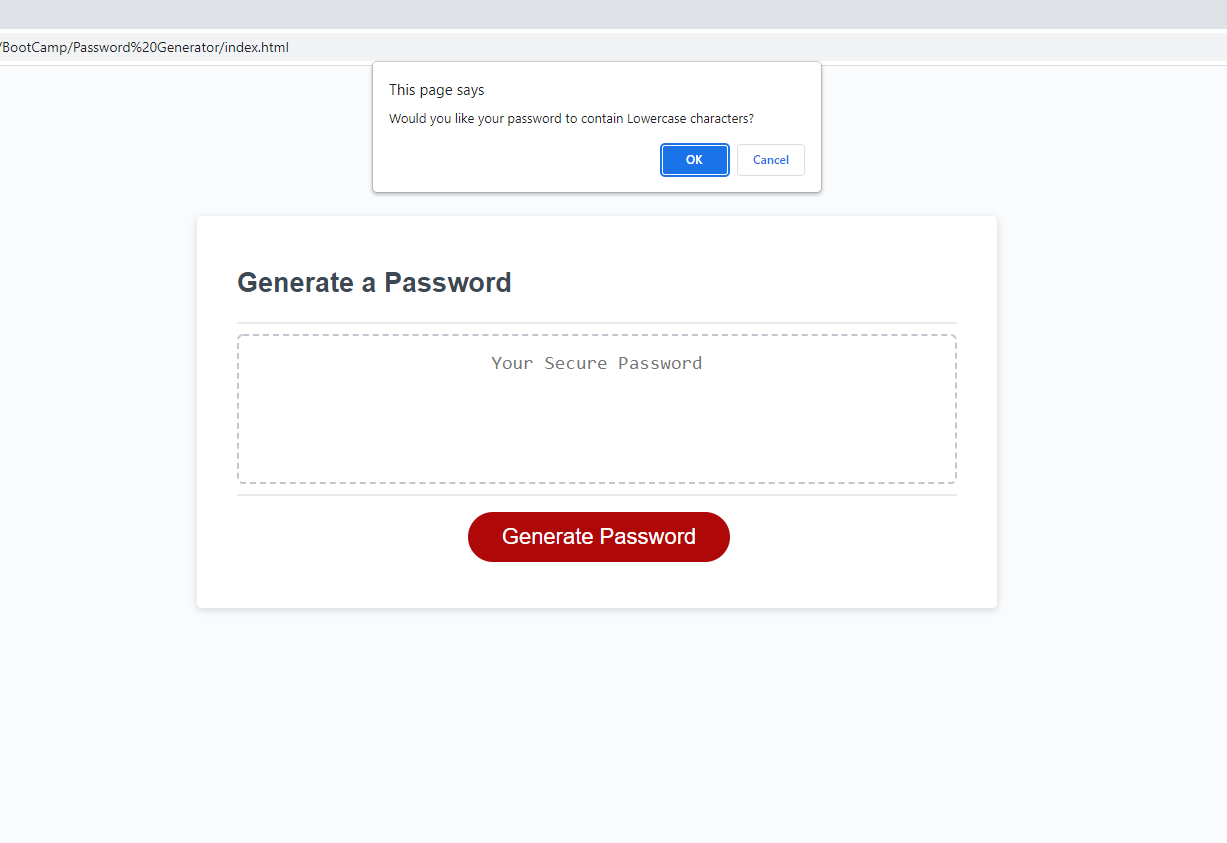 /BootCamp/Password%20Generator/index.html
This page says
Would you like your password to contain Lowercase characters?
OK Cancel
Generate a Password
Your Secure Password
Generate Password